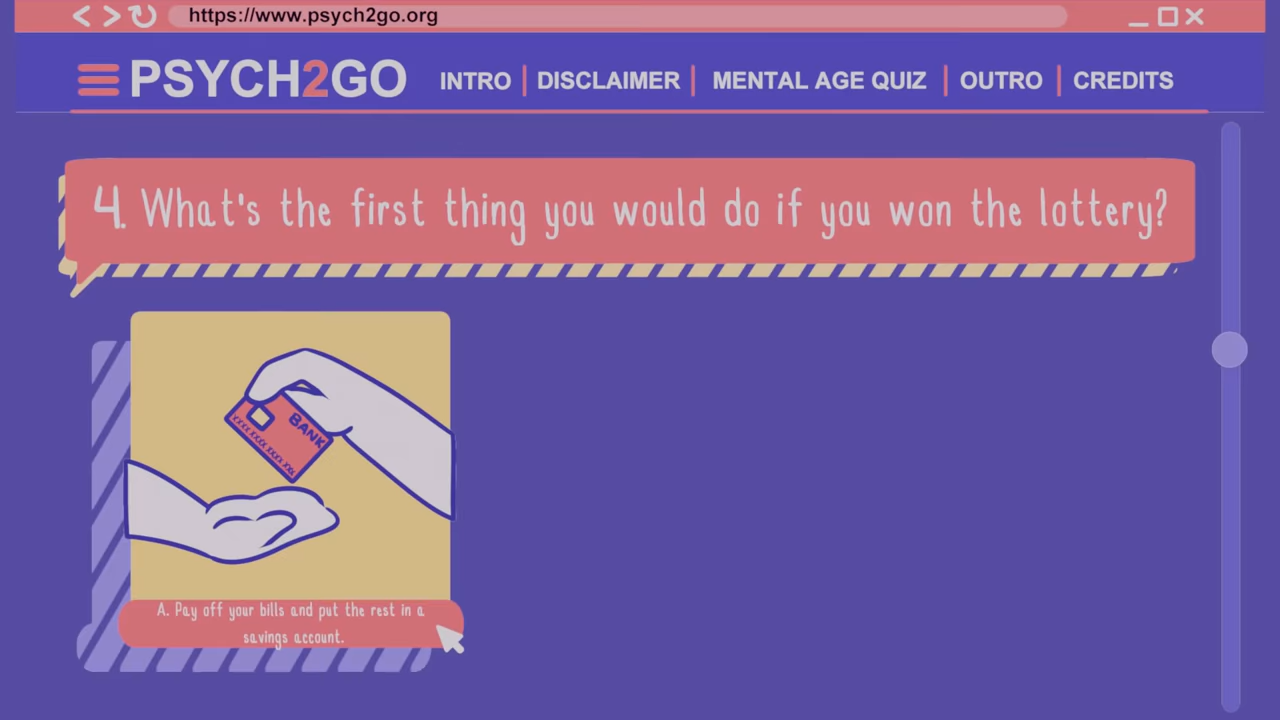 https://www.psych2go.org
PSYCH2GO INTRO DISCLAIMER MENTAL AGE QUIZ OUTRO CREDITS
4. What's the first thing you would do if you won the lottery?
BANK
A. Pay off your bills and put the rest in a
savings account.